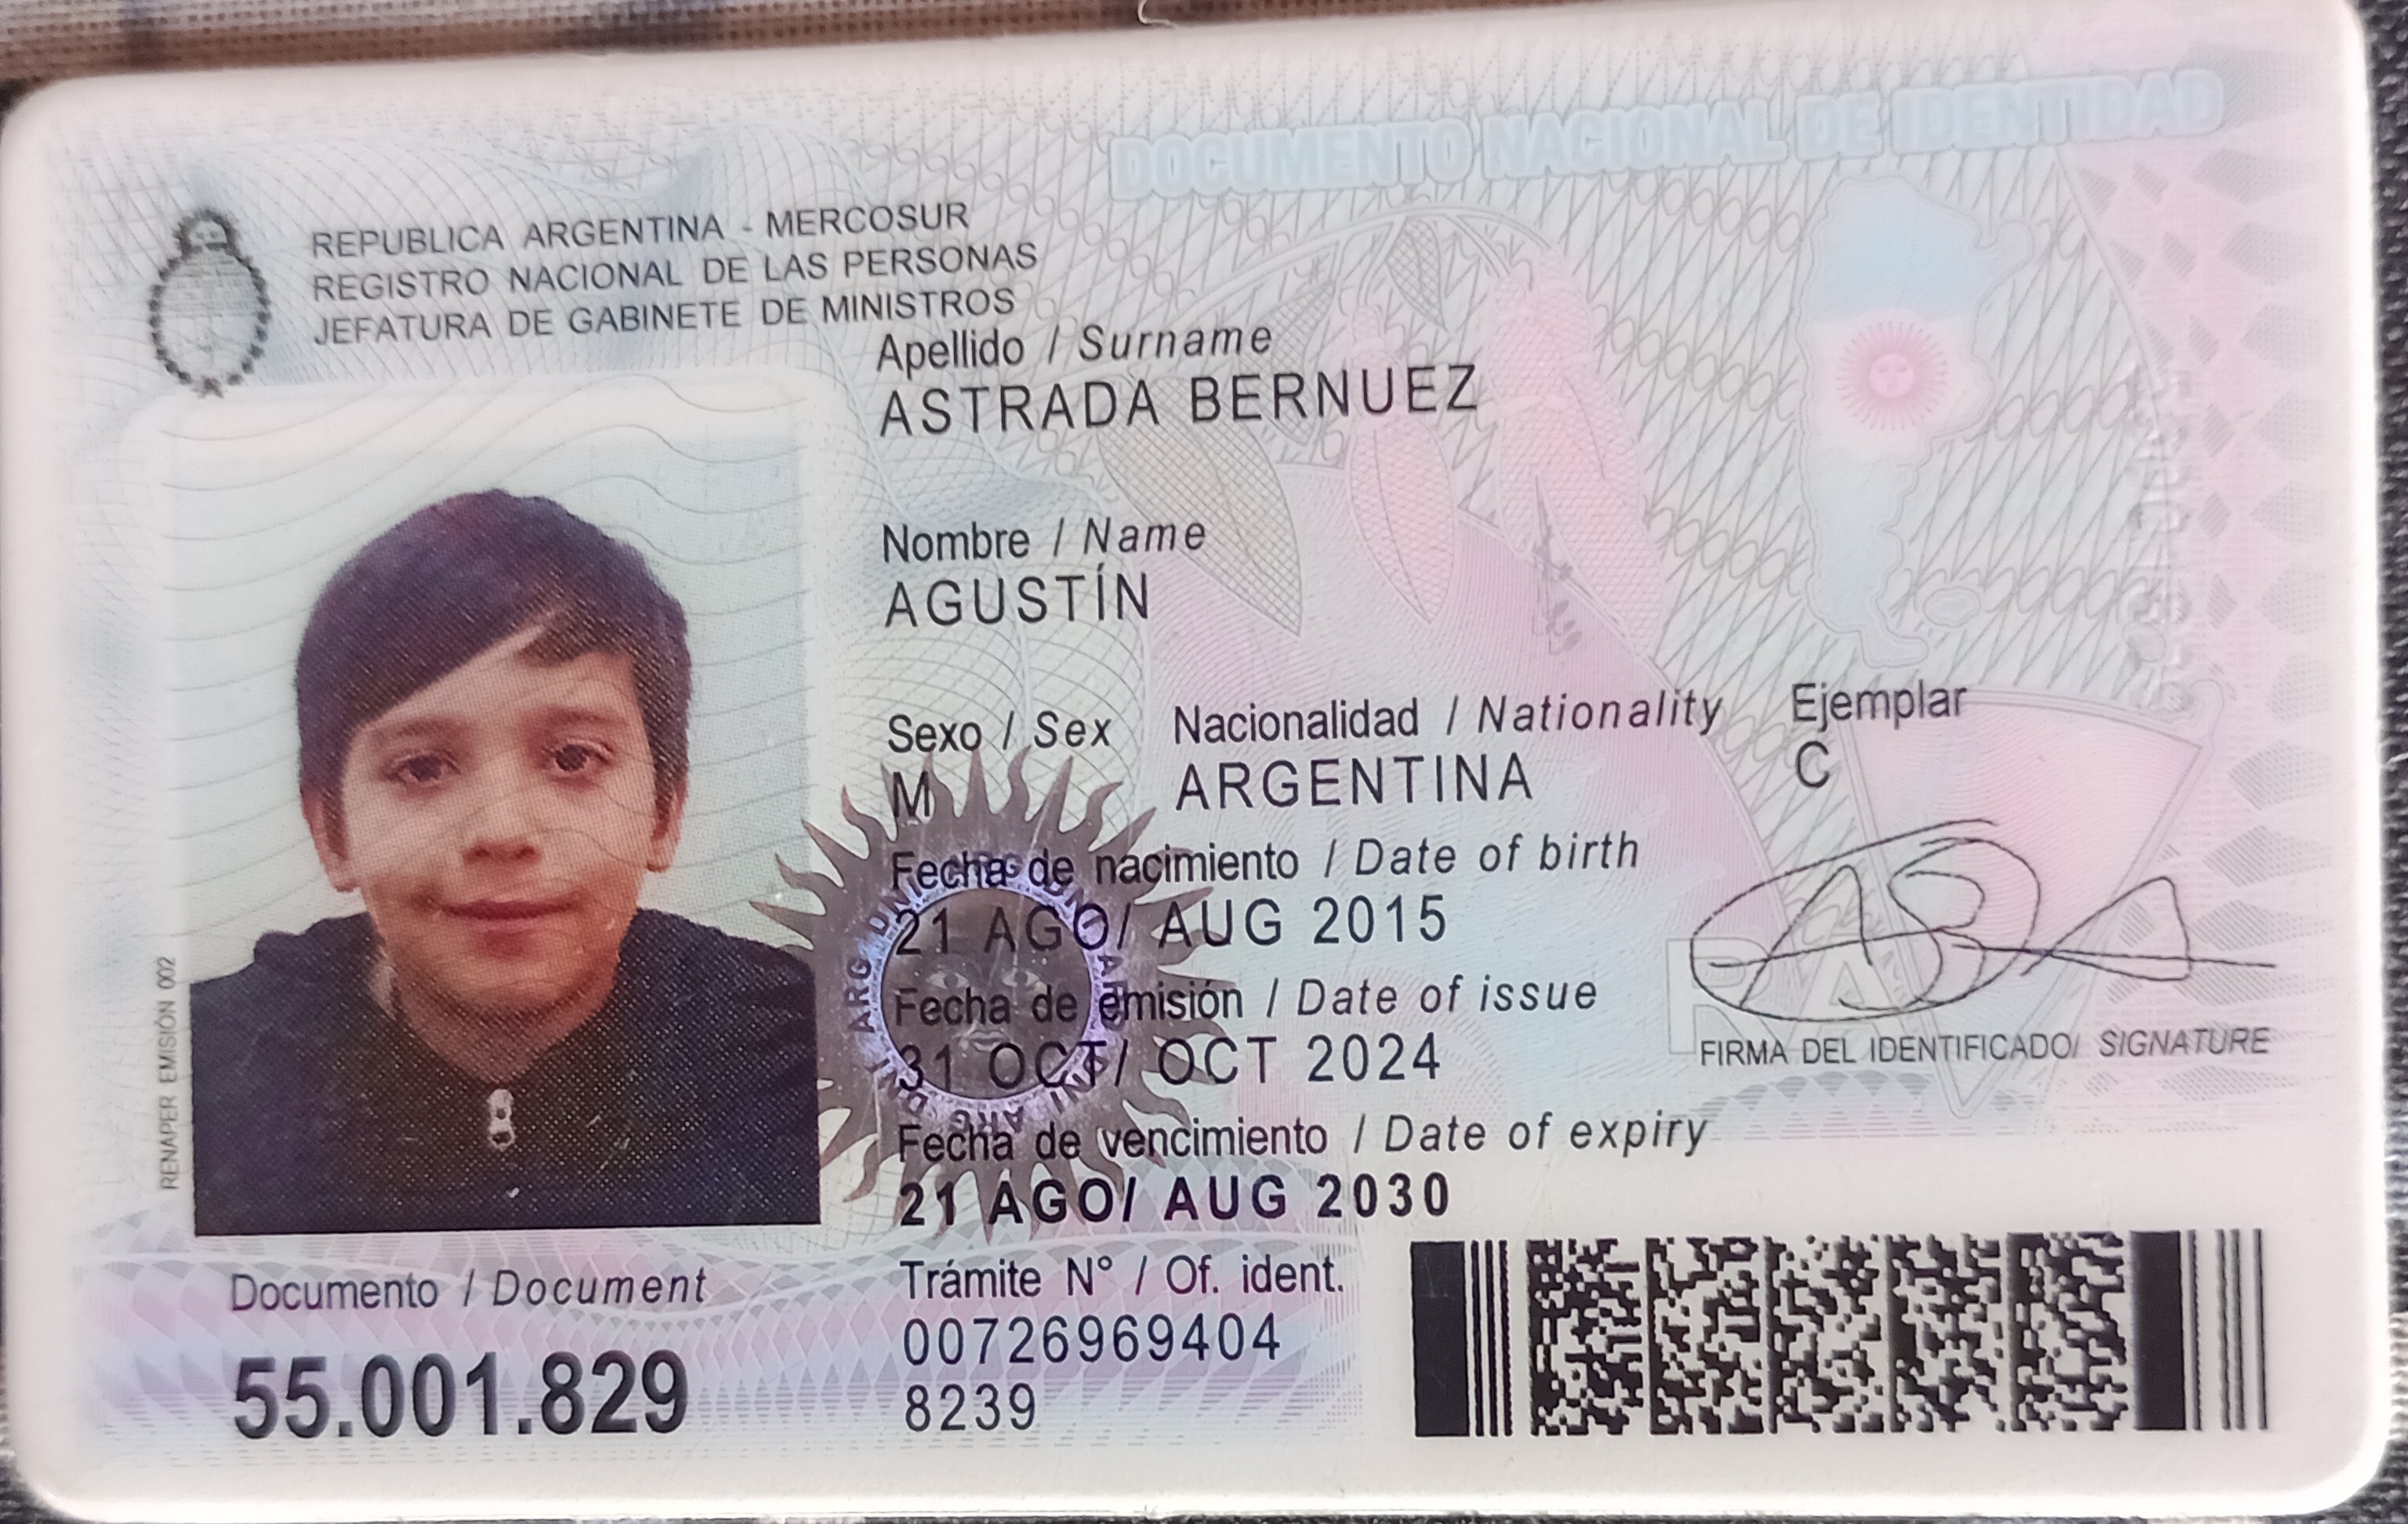 DOCUMENTO NACIONAL DE IDENTIDAD
REPUBLICA ARGENTINA - MERCOSUR
REGISTRO NACIONAL DE LAS PERSONAS
JEFATURA DE GABINETE DE MINISTROS
Apellido / Surname
ASTRADA BERNUEZ
Nombre / Name
AGUSTÍN
Sexo / Sex Nacionalidad / Nationality Ejemplar
M ARGENTINA C
Fecha de nacimiento / Date of birth
21 AGO/ AUG 2015
Fecha de emisión / Date of issue
31 OCT/ OCT 2024
FIRMA DEL IDENTIFICADO/ SIGNATURE
Fecha de vencimiento / Date of expiry
21 AGO/ AUG 2030
RENAPER EMISIÓN 002
Documento / Document
55.001.829
Trámite N° / Of. ident.
00726969404
8239